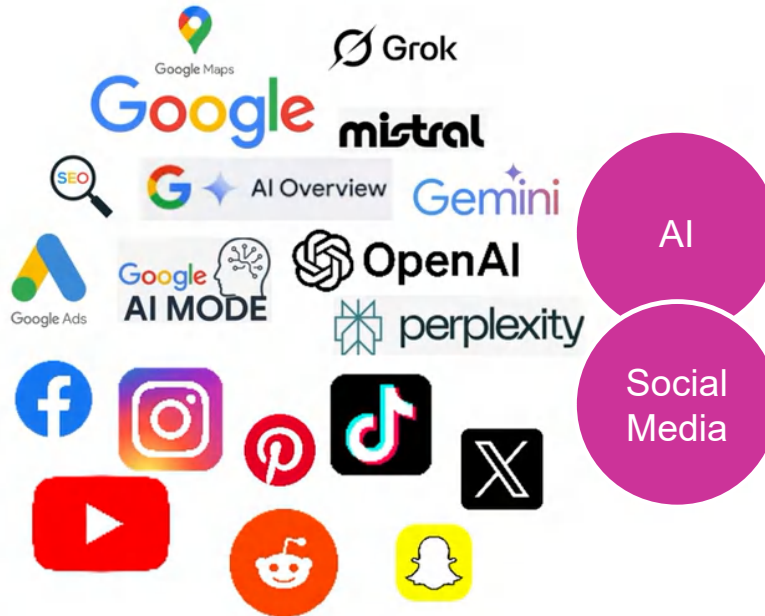 Google Maps
Grok
Google
mistral
SEO
G AI Overview
Gemini
AI
Google
AI MODE
OpenAI
Google Ads
perplexity
Social
Media